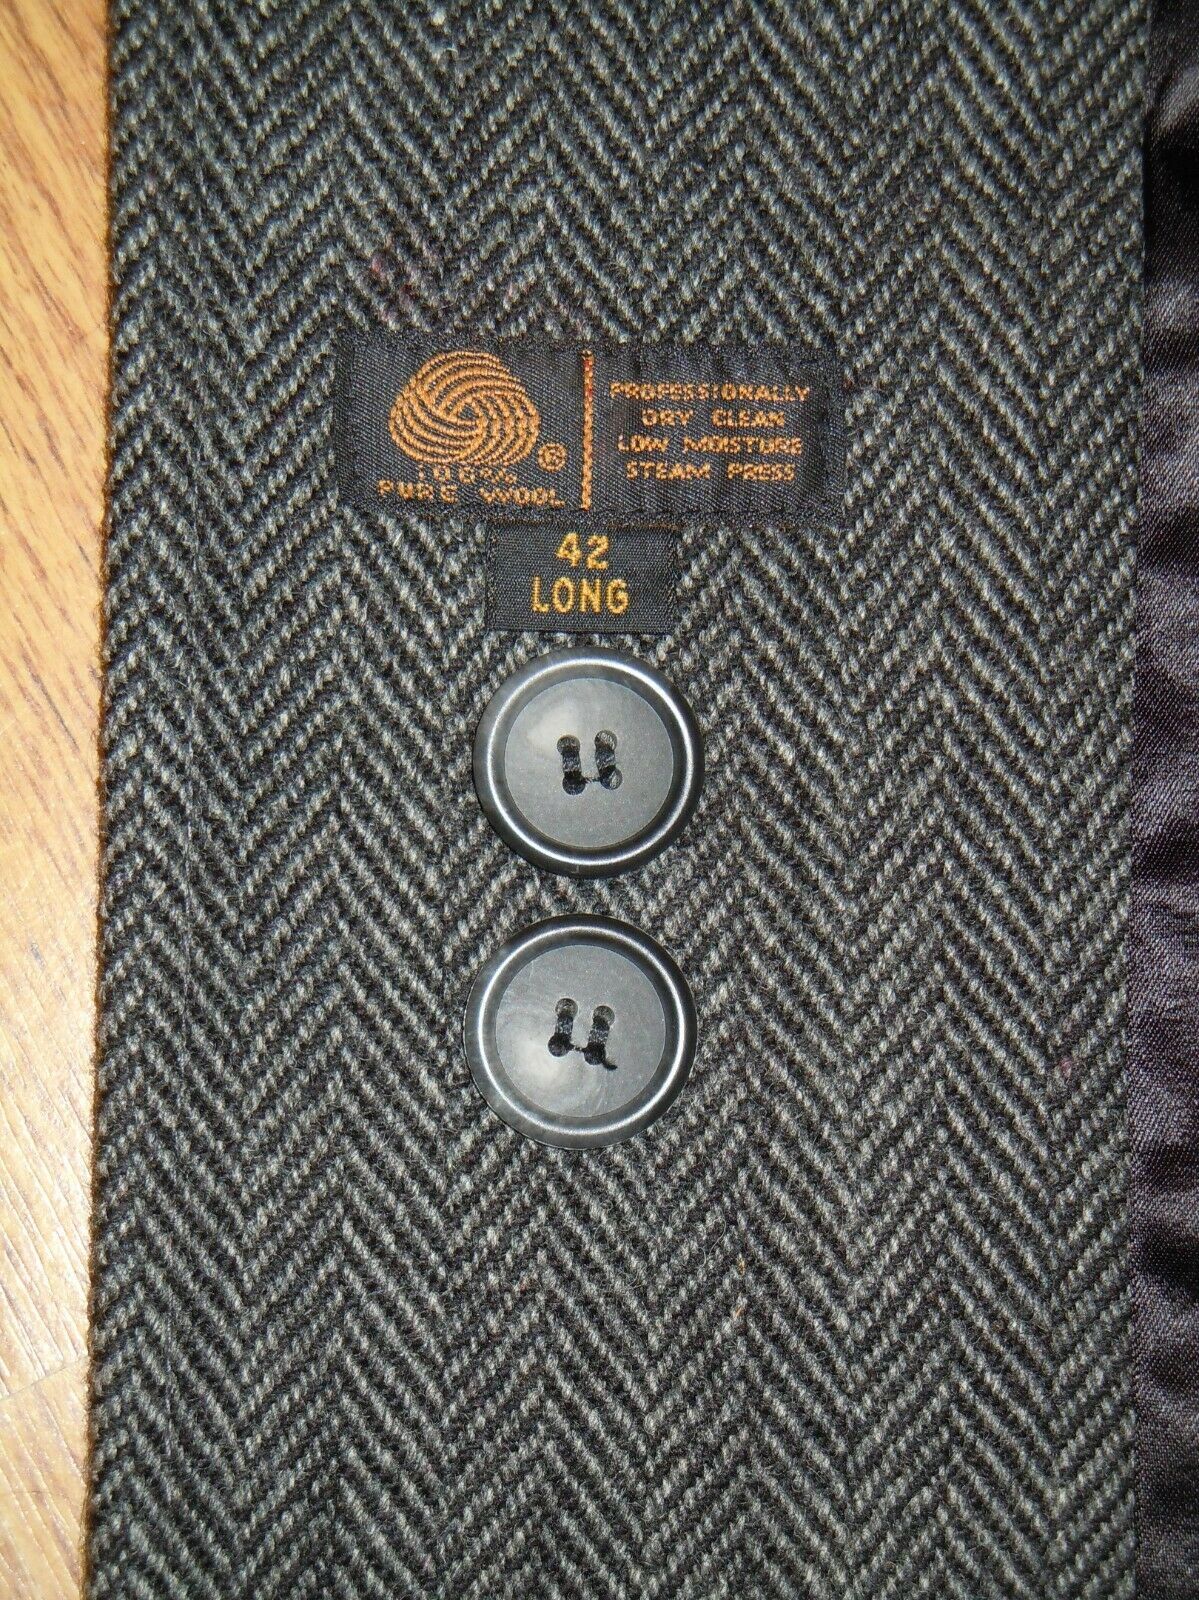 100%
PURE WOOL
®
PROFESSIONALLY
DRY CLEAN
LOW MOISTURE
STEAM PRESS
42
LONG